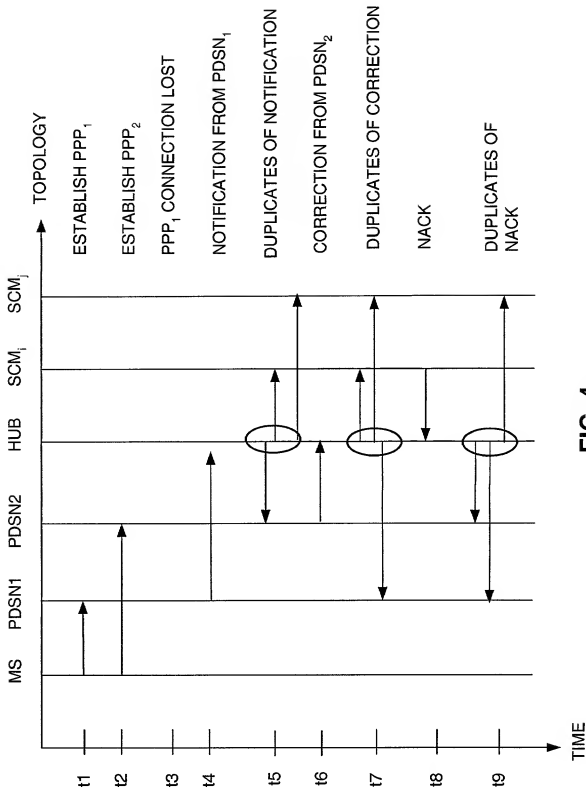 TOPOLOGY
MS
PDSN1
PDSN2
HUB
SCMi
SCMj
t1
ESTABLISH PPP1
t2
ESTABLISH PPP2
t3
PPP1 CONNECTION LOST
t4
NOTIFICATION FROM PDSN1
t5
DUPLICATES OF NOTIFICATION
t6
CORRECTION FROM PDSN2
t7
DUPLICATES OF CORRECTION
t8
NACK
t9
DUPLICATES OF
NACK
TIME
FIG. 4